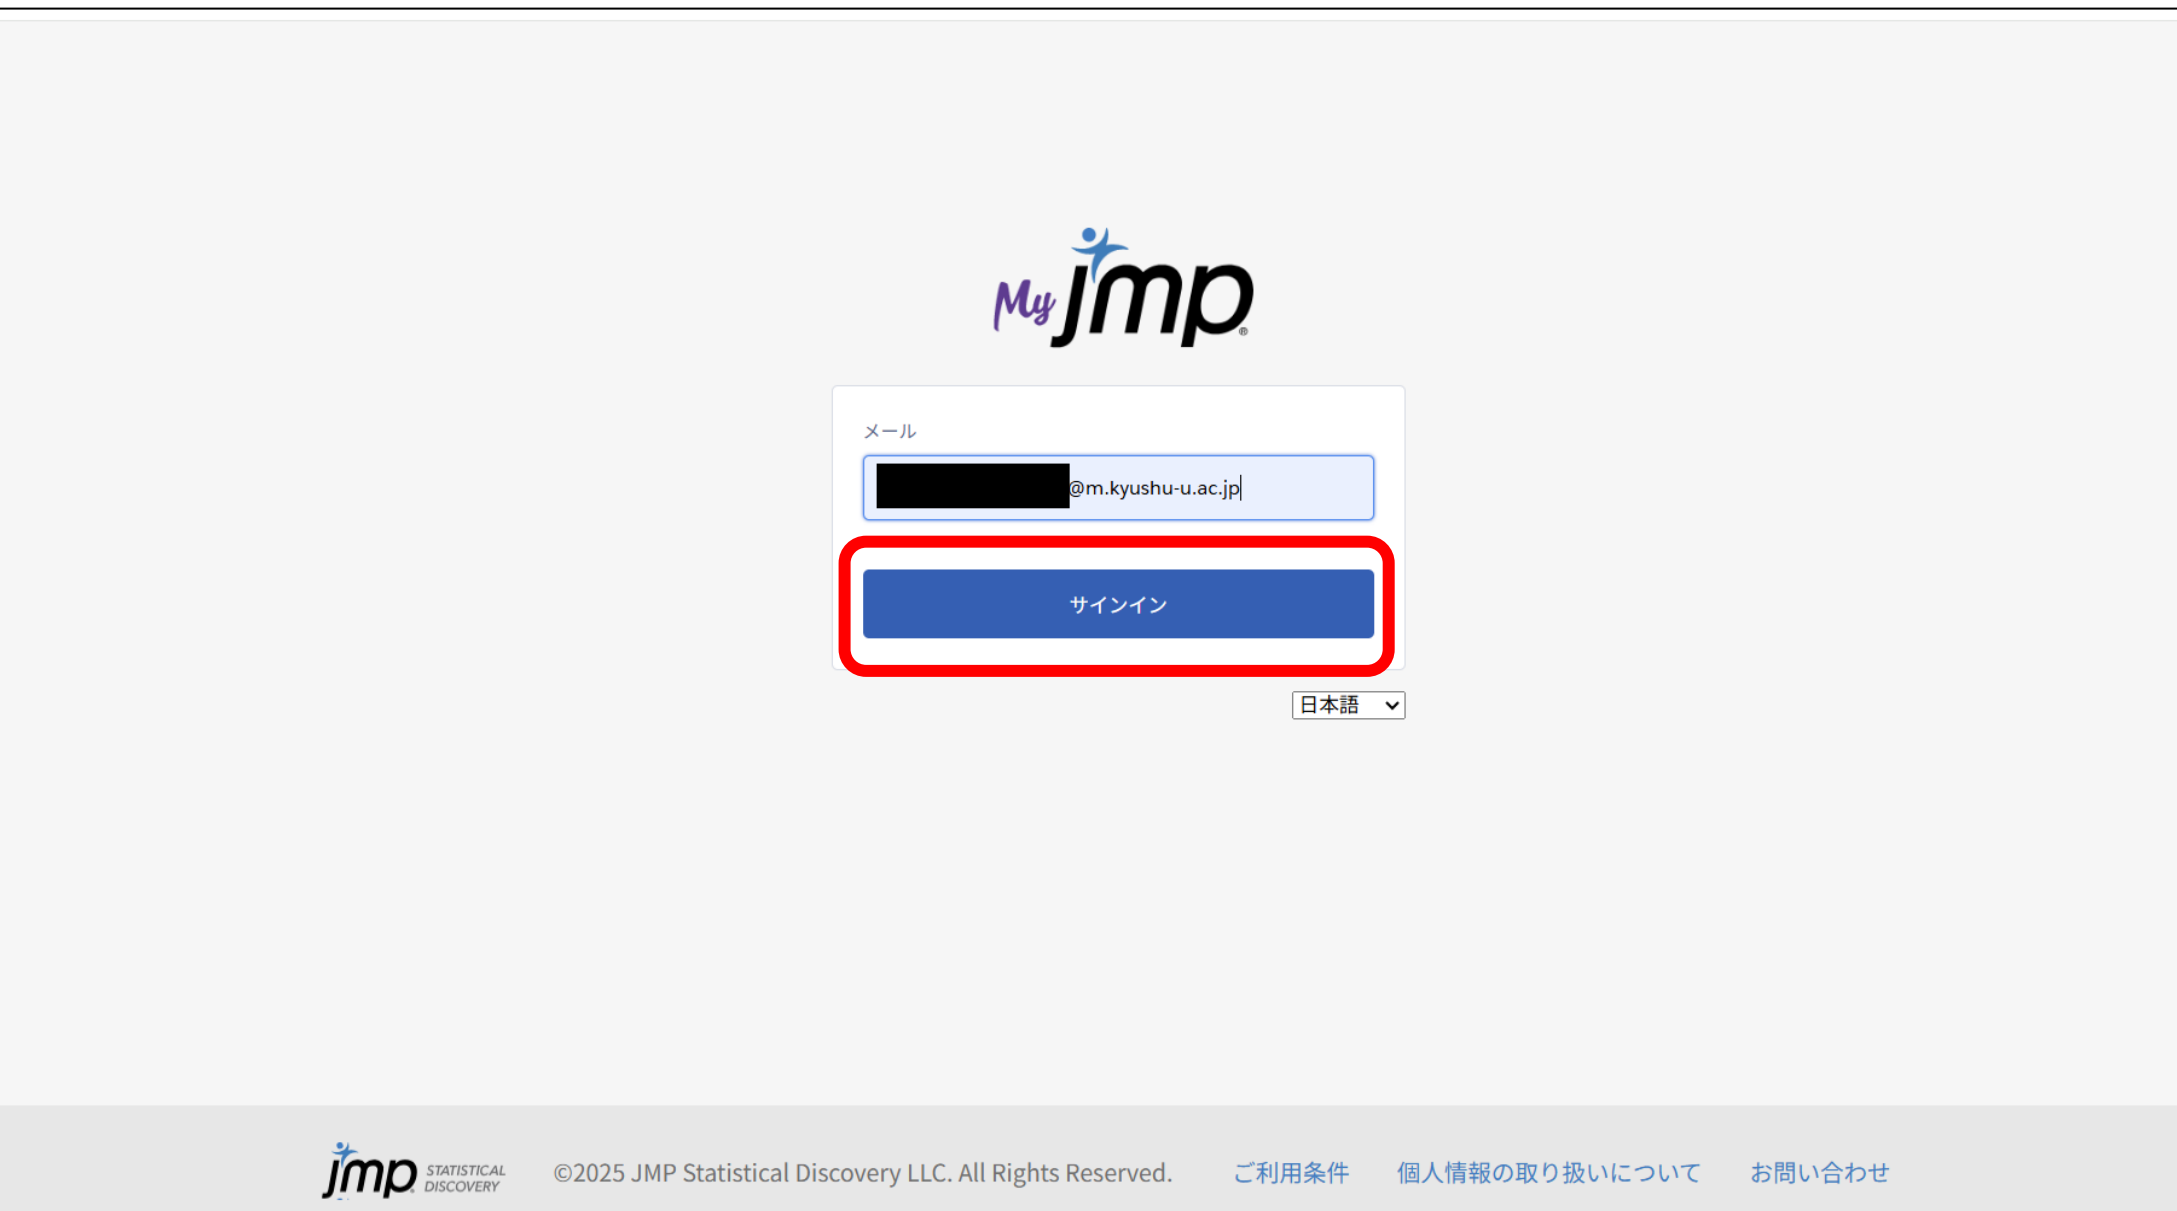 My jmp®
メール
@m.kyushu-u.ac.jp
サインイン
日本語
jmp STATISTICAL DISCOVERY
©2025 JMP Statistical Discovery LLC. All Rights Reserved.
ご利用条件
個人情報の取り扱いについて
お問い合わせ